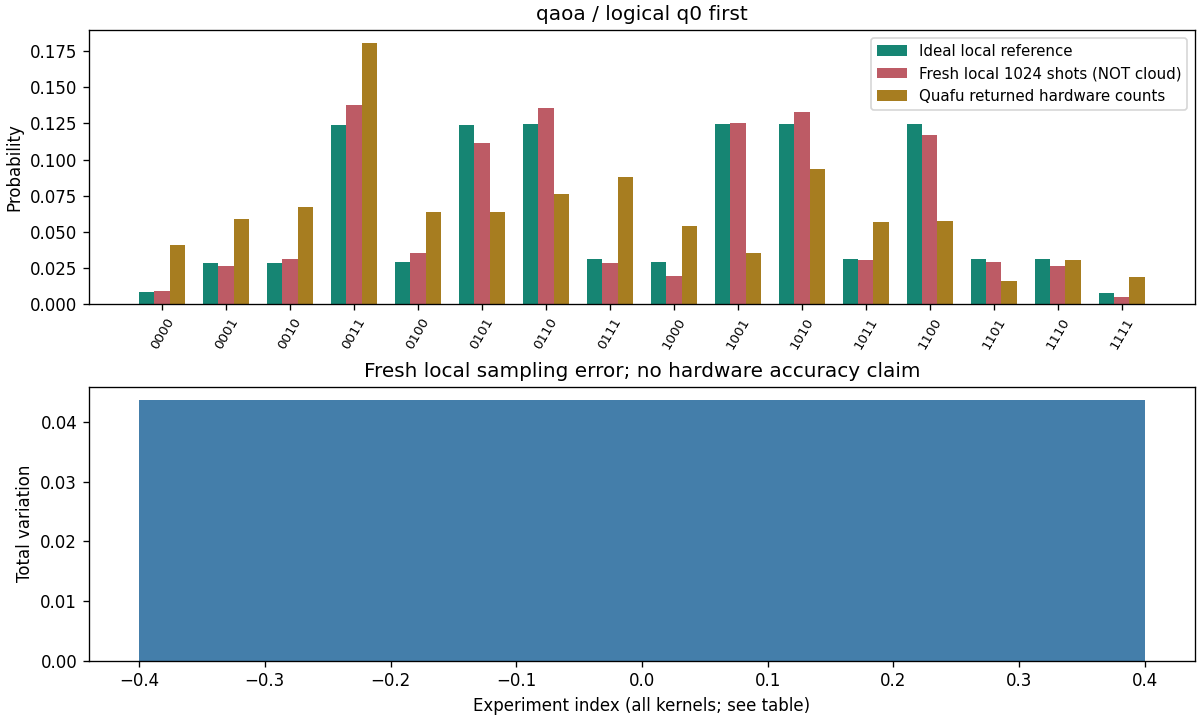 qaoa / logical q0 first
Probability
0.175
0.150
0.125
0.100
0.075
0.050
0.025
0.000
Ideal local reference
Fresh local 1024 shots (NOT cloud)
Quafu returned hardware counts
0000 0001 0010 0011 0100 0101 0110 0111 1000 1001 1010 1011 1100 1101 1110 1111
Fresh local sampling error; no hardware accuracy claim
Total variation
0.04
0.03
0.02
0.01
0.00
−0.4 −0.3 −0.2 −0.1 0.0 0.1 0.2 0.3 0.4
Experiment index (all kernels; see table)